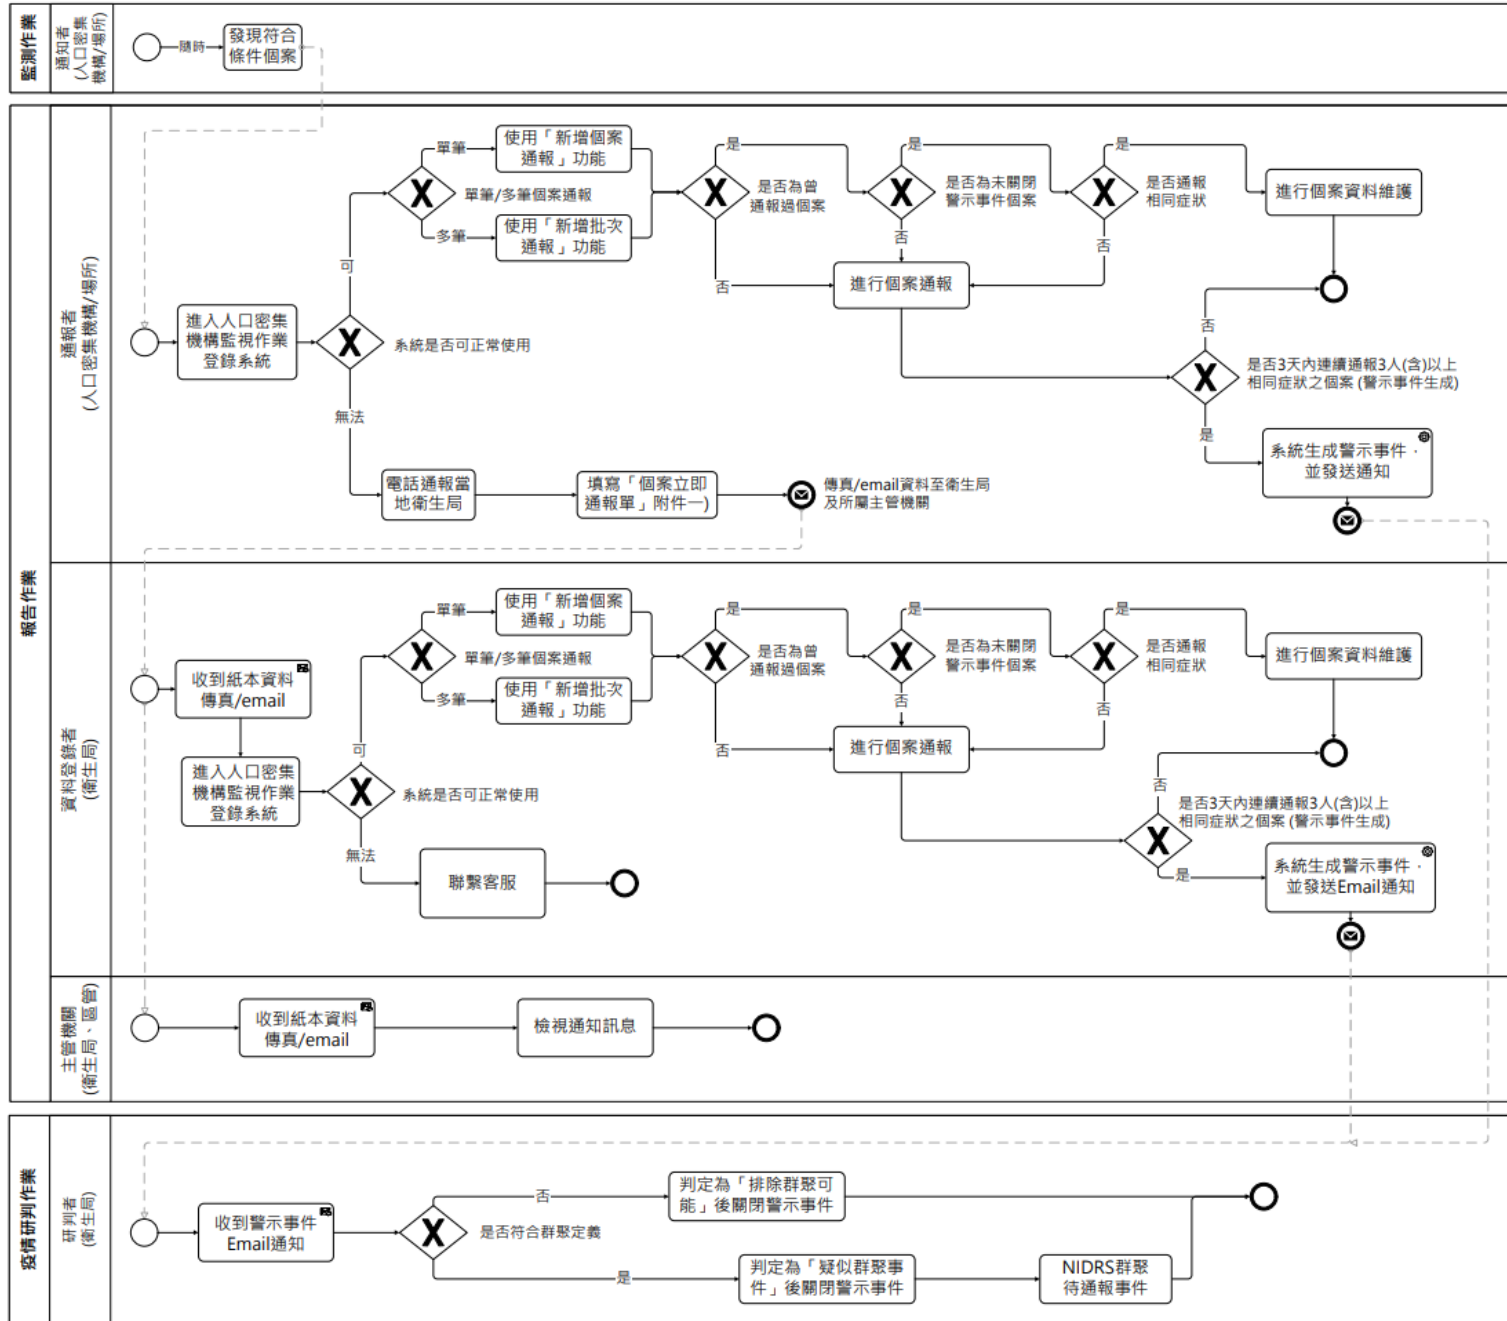 監測作業
通知者
(人口密集
機構/場所)
隨時
發現符合
條件個案
報告作業
通報者
(人口密集機構/場所)
進入人口密集
機構監視作業
登錄系統
系統是否可正常使用
可
無法
單筆
單筆/多筆個案通報
多筆
使用「新增個案
通報」功能
使用「新增批次
通報」功能
是
是否為曾
通報過個案
否
是
是否為未關閉
警示事件個案
否
是
是否通報
相同症狀
否
進行個案資料維護
進行個案通報
否
是否3天內連續通報3人(含)以上
相同症狀之個案 (警示事件生成)
是
系統生成警示事件，
並發送通知
電話通報當
地衛生局
填寫「個案立即
通報單」附件一)
傳真/email資料至衛生局
及所屬主管機關
資料登錄者
(衛生局)
收到紙本資料
傳真/email
進入人口密集
機構監視作業
登錄系統
系統是否可正常使用
可
無法
單筆
單筆/多筆個案通報
多筆
使用「新增個案
通報」功能
使用「新增批次
通報」功能
是
是否為曾
通報過個案
否
是
是否為未關閉
警示事件個案
否
是
是否通報
相同症狀
否
進行個案資料維護
進行個案通報
否
是否3天內連續通報3人(含)以上
相同症狀之個案 (警示事件生成)
是
系統生成警示事件，
並發送Email通知
聯繫客服
主管機關
(衛生局、區管)
收到紙本資料
傳真/email
檢視通知訊息
疫情研判作業
研判者
(衛生局)
收到警示事件
Email通知
是否符合群聚定義
否
判定為「排除群聚可
能」後關閉警示事件
是
判定為「疑似群聚事
件」後關閉警示事件
NIDRS群聚
待通報事件